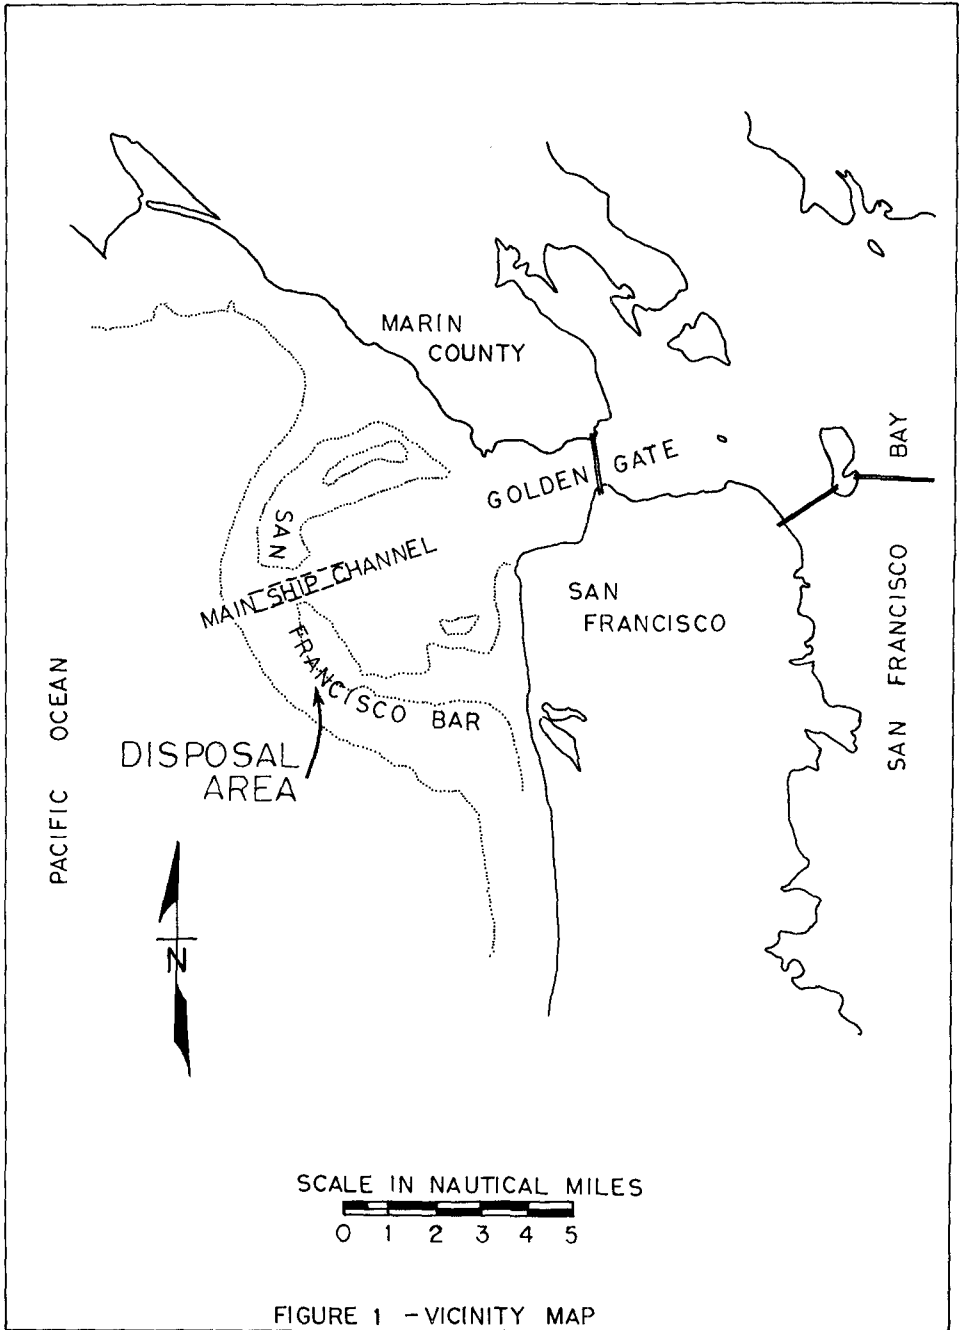 MARIN
COUNTY
GOLDEN GATE
SAN FRANCISCO BAY
SAN FRANCISCO BAR
MAIN SHIP CHANNEL
SAN
FRANCISCO
PACIFIC OCEAN
DISPOSAL
AREA
N
SCALE IN NAUTICAL MILES
0 1 2 3 4 5
FIGURE 1 - VICINITY MAP